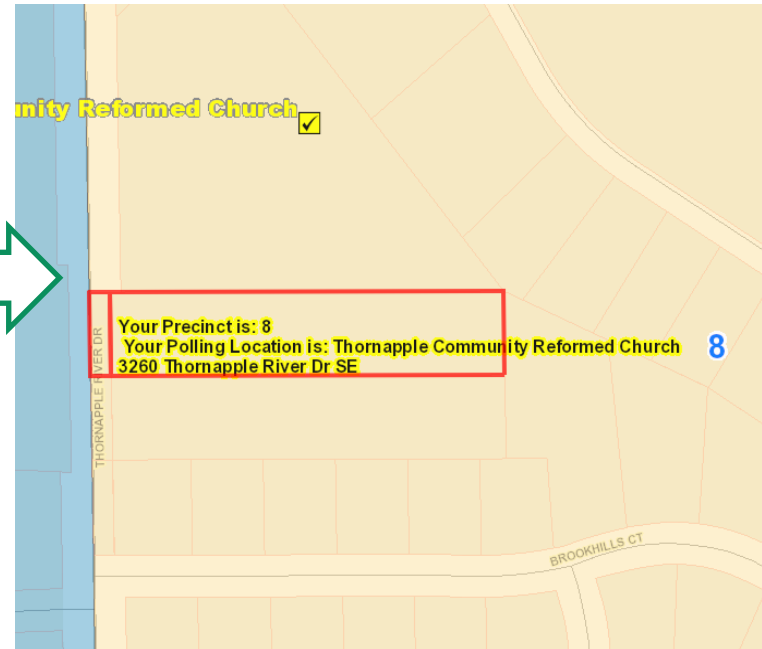 unity Reformed Church
Your Precinct is: 8
Your Polling Location is: Thornapple Community Reformed Church
3260 Thornapple River Dr SE
8
THORNAPPLE RIVER DR
BROOKHILLS CT